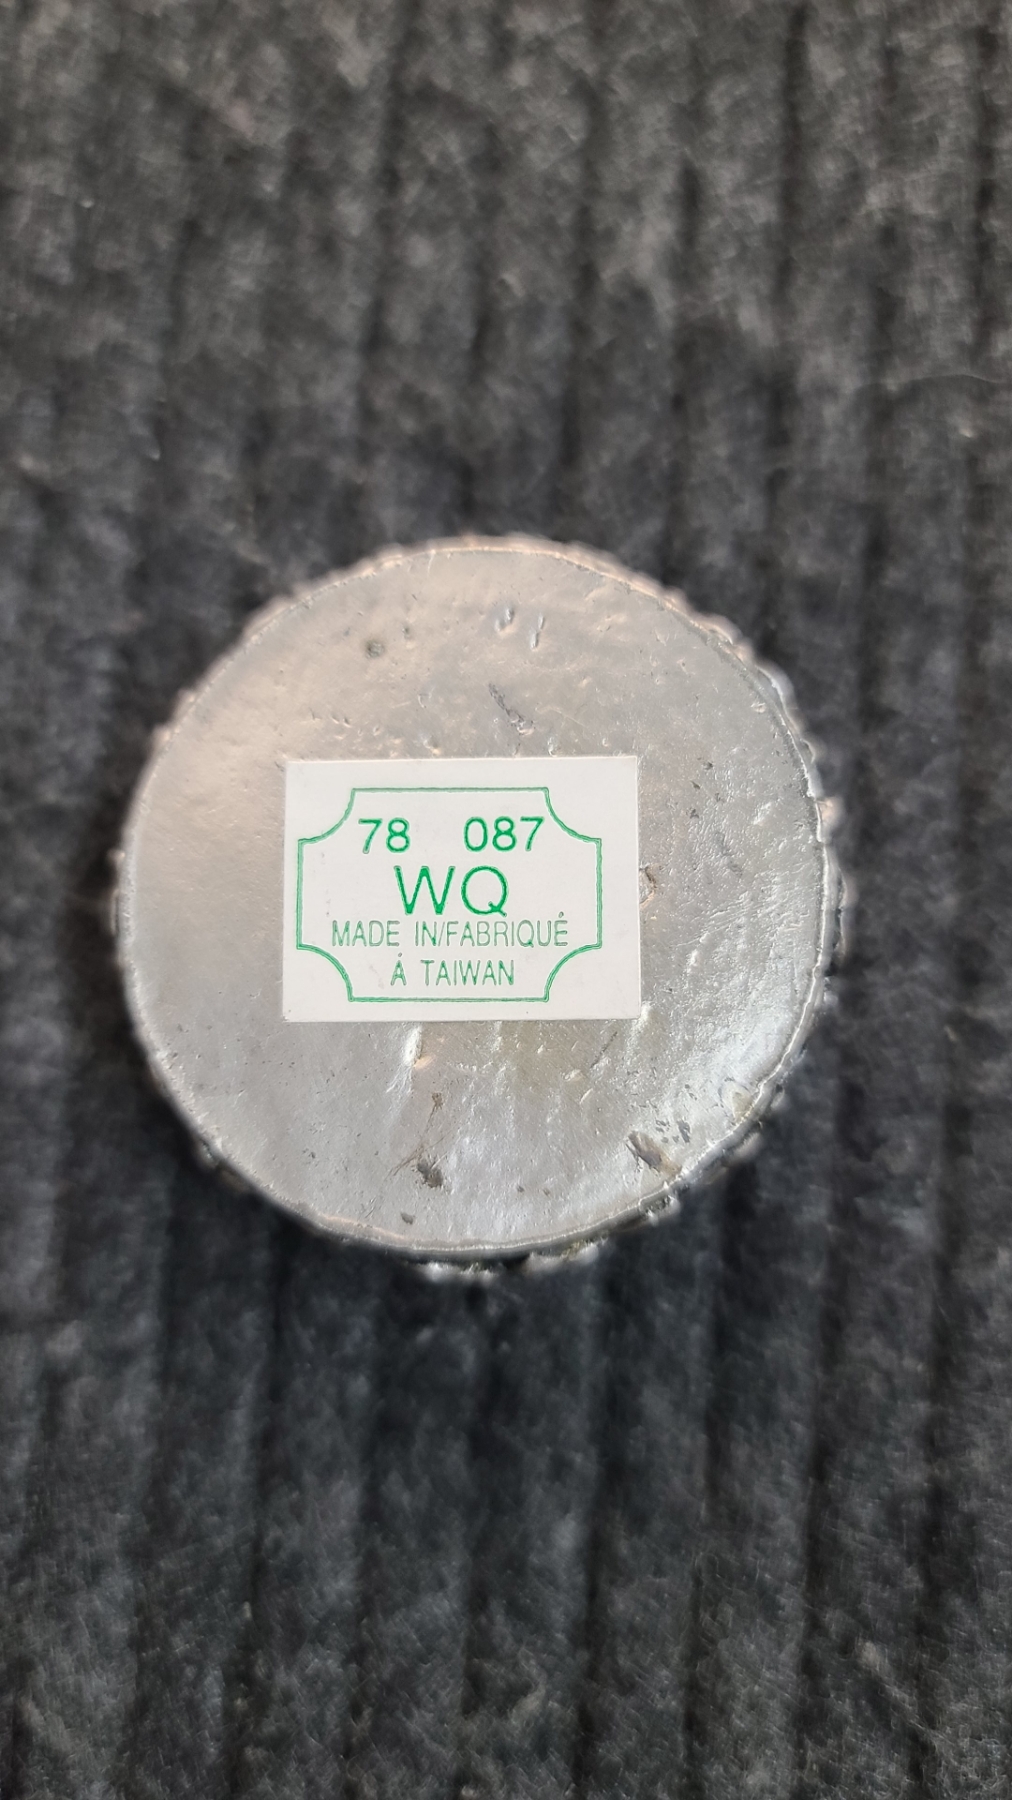 78 087
WQ
MADE IN/FABRIQUÉ
À TAIWAN